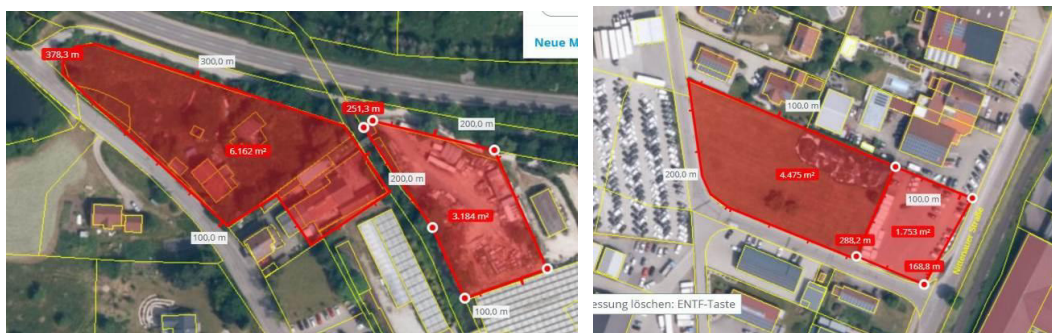 Neue M
378,3 m
300,0 m
251,3 m
200,0 m
6.162 m²
200,0 m
3.184 m²
100,0 m
100,0 m
100,0 m
4.475 m²
200,0 m
100,0 m
1.753 m²
288,2 m
168,8 m
essung löschen: ENTF-Taste